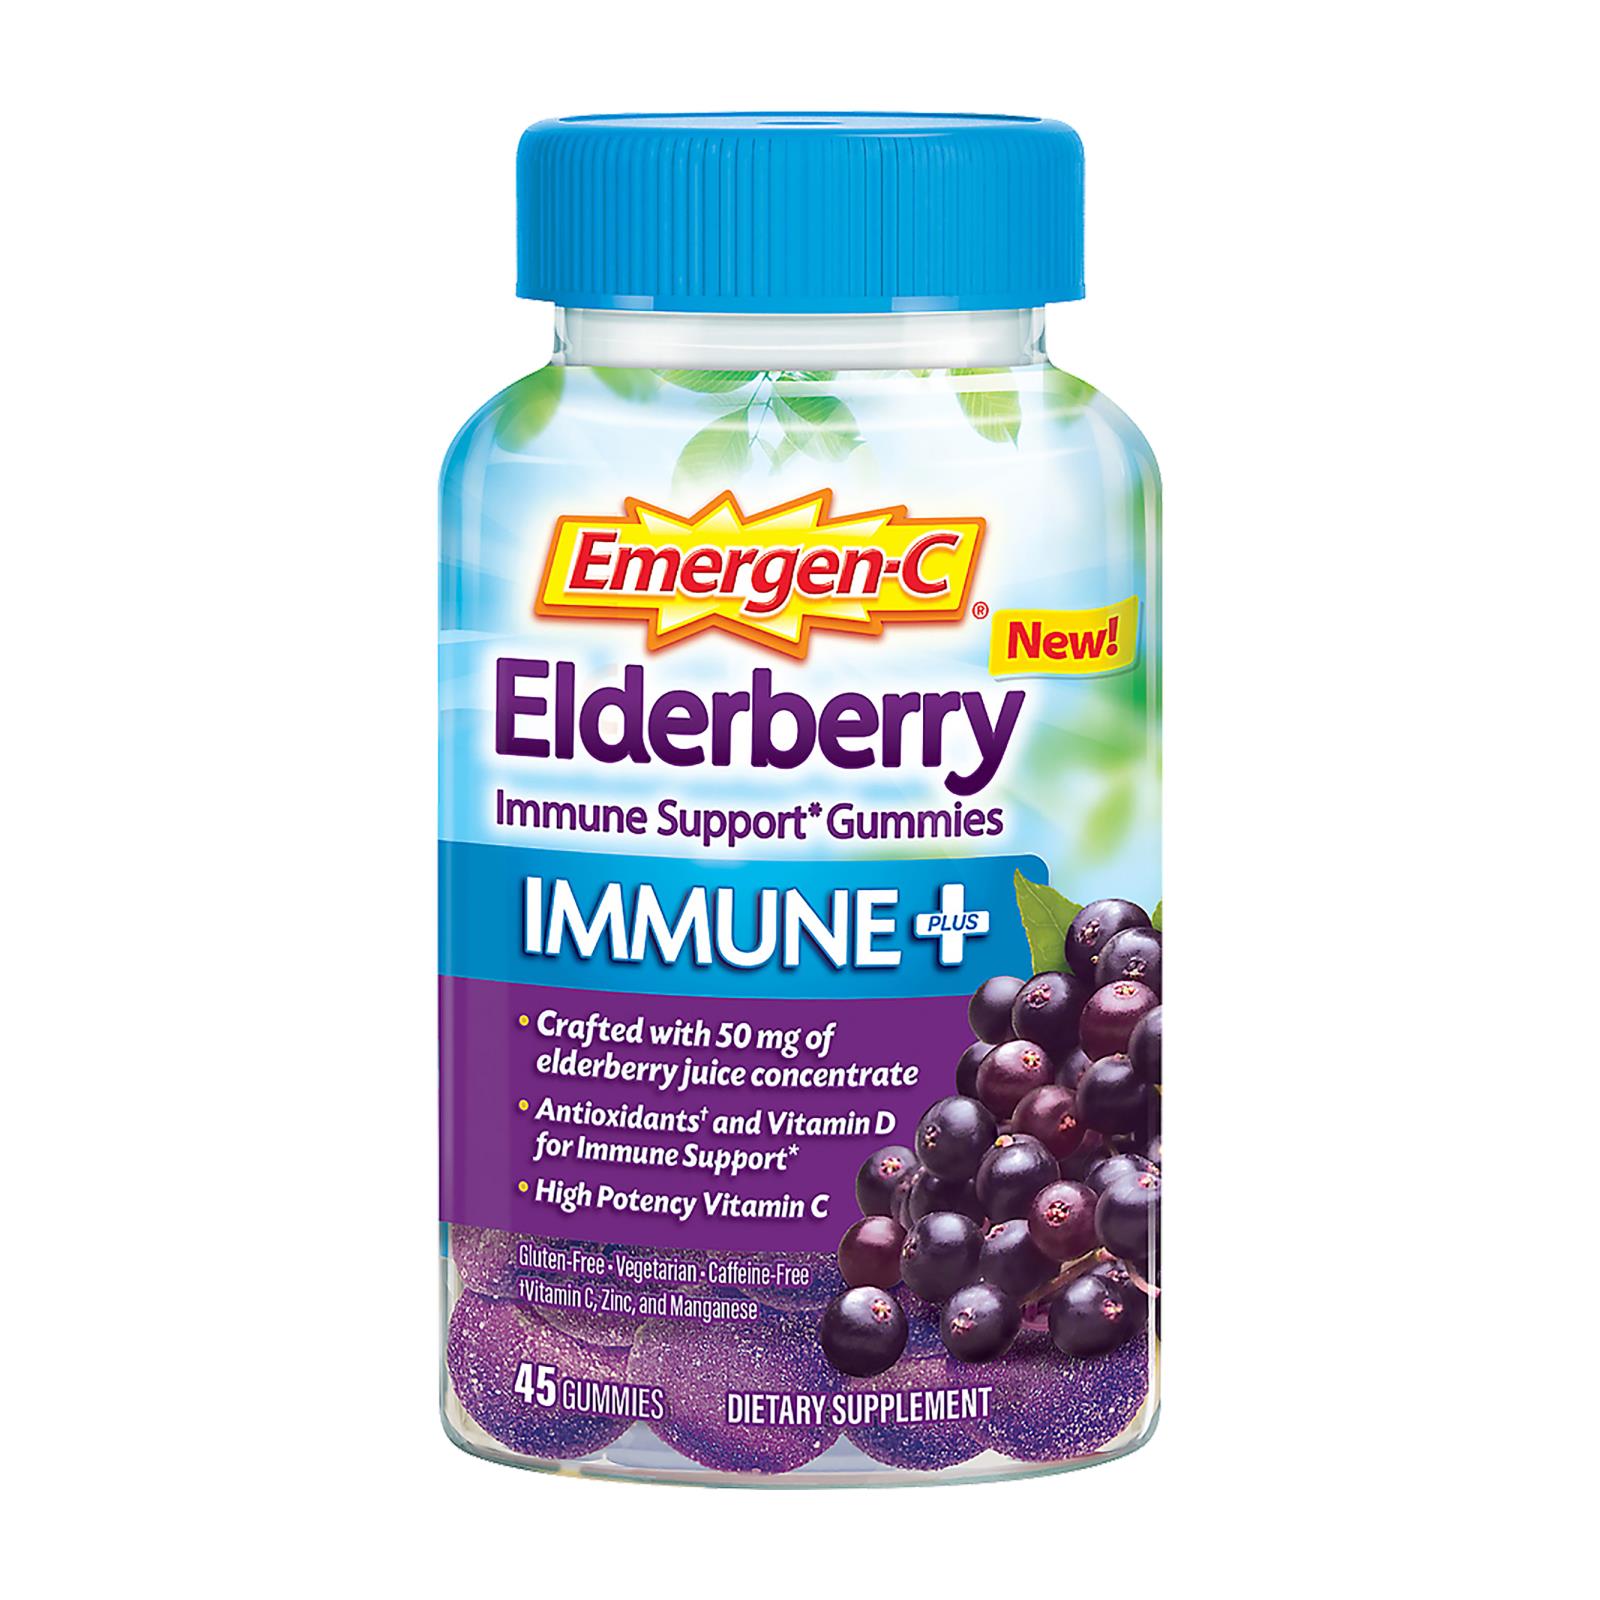 Emergen-C®
New!
Elderberry
Immune Support* Gummies
IMMUNE + PLUS
• Crafted with 50 mg of
elderberry juice concentrate
• Antioxidants† and Vitamin D
for Immune Support*
• High Potency Vitamin C
Gluten-Free • Vegetarian • Caffeine-Free
†Vitamin C, Zinc, and Manganese
45 GUMMIES
DIETARY SUPPLEMENT